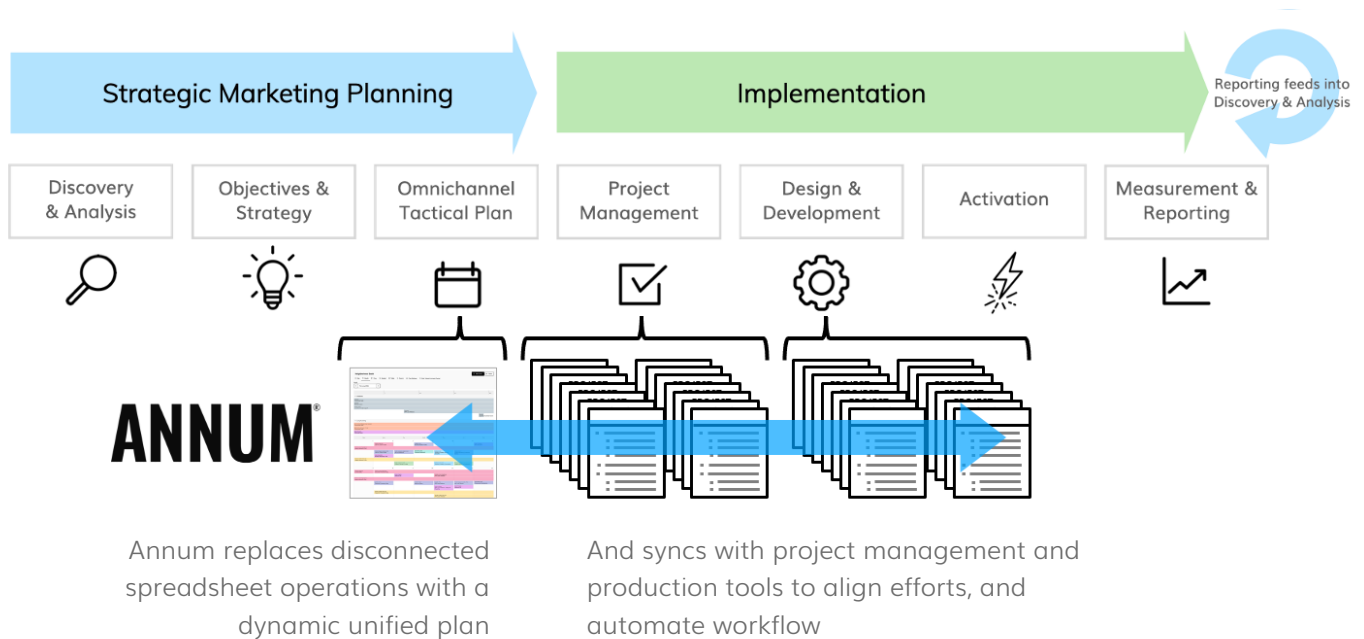 Strategic Marketing Planning
Implementation
Reporting feeds into
Discovery & Analysis
Discovery
& Analysis
Objectives &
Strategy
Omnichannel
Tactical Plan
Project
Management
Design &
Development
Activation
Measurement &
Reporting
ANNUM®
Annum replaces disconnected
spreadsheet operations with a
dynamic unified plan
And syncs with project management and
production tools to align efforts, and
automate workflow